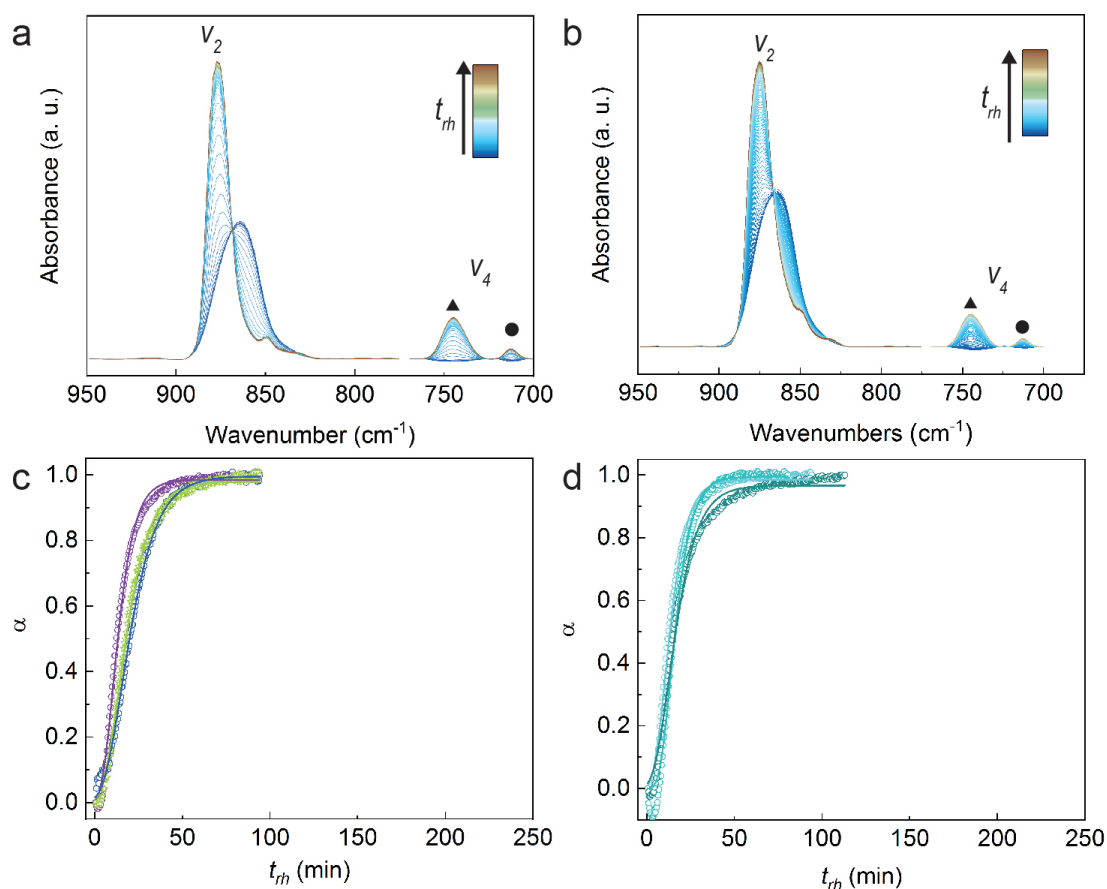 a
V2
trh
Absorbance (a. u.)
V4
950 900 850 800 750 700
Wavenumber (cm-1)
b
V2
trh
Absorbance (a. u.)
V4
950 900 850 800 750 700
Wavenumbers (cm-1)
c
1.0
0.8
0.6
0.4
0.2
0.0
α
0 50 100 150 200 250
trh (min)
d
1.0
0.8
0.6
0.4
0.2
0.0
α
0 50 100 150 200 250
trh (min)